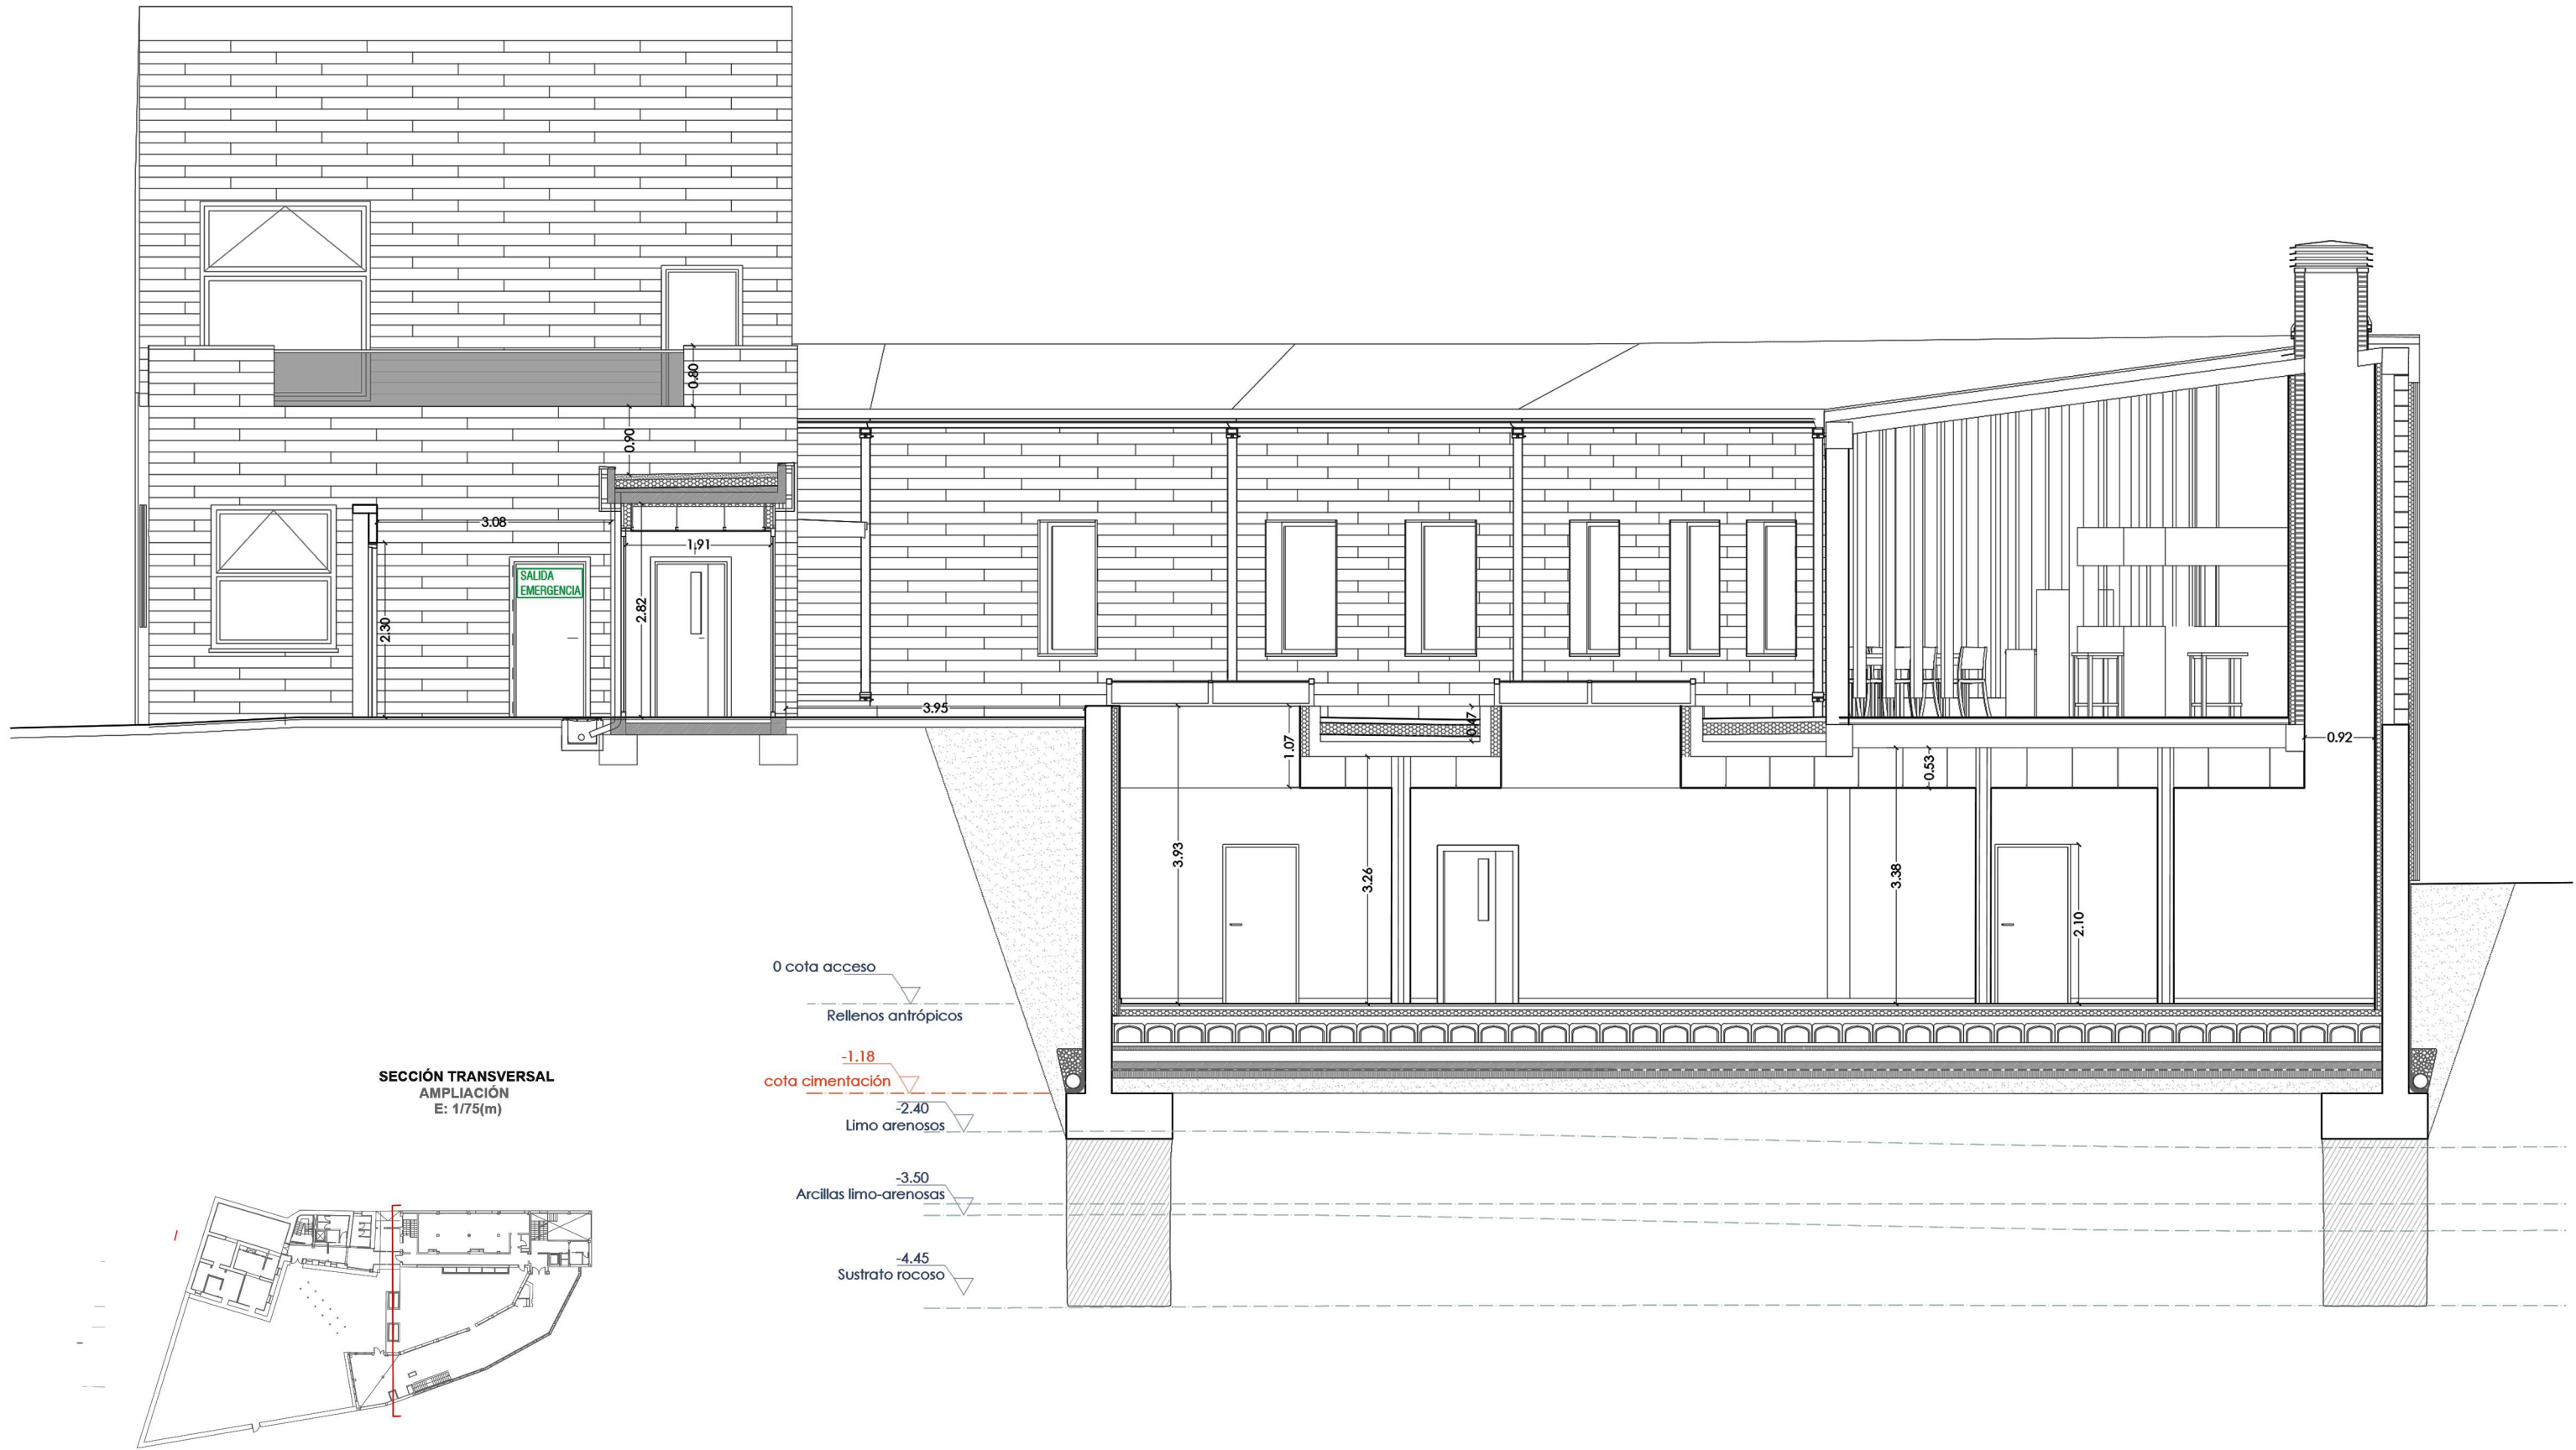 0.80
0.90
3.08
1.91
SALIDA
EMERGENCIA
2.82
2.30
3.95
0.47
1.07
0.53
0.92
3.93
3.26
3.38
2.10
0 cota acceso
Rellenos antrópicos
-1.18
cota cimentación
-2.40
Limo arenosos
-3.50
Arcillas limo-arenosas
-4.45
Sustrato rocoso
SECCIÓN TRANSVERSAL
AMPLIACIÓN
E: 1/75(m)